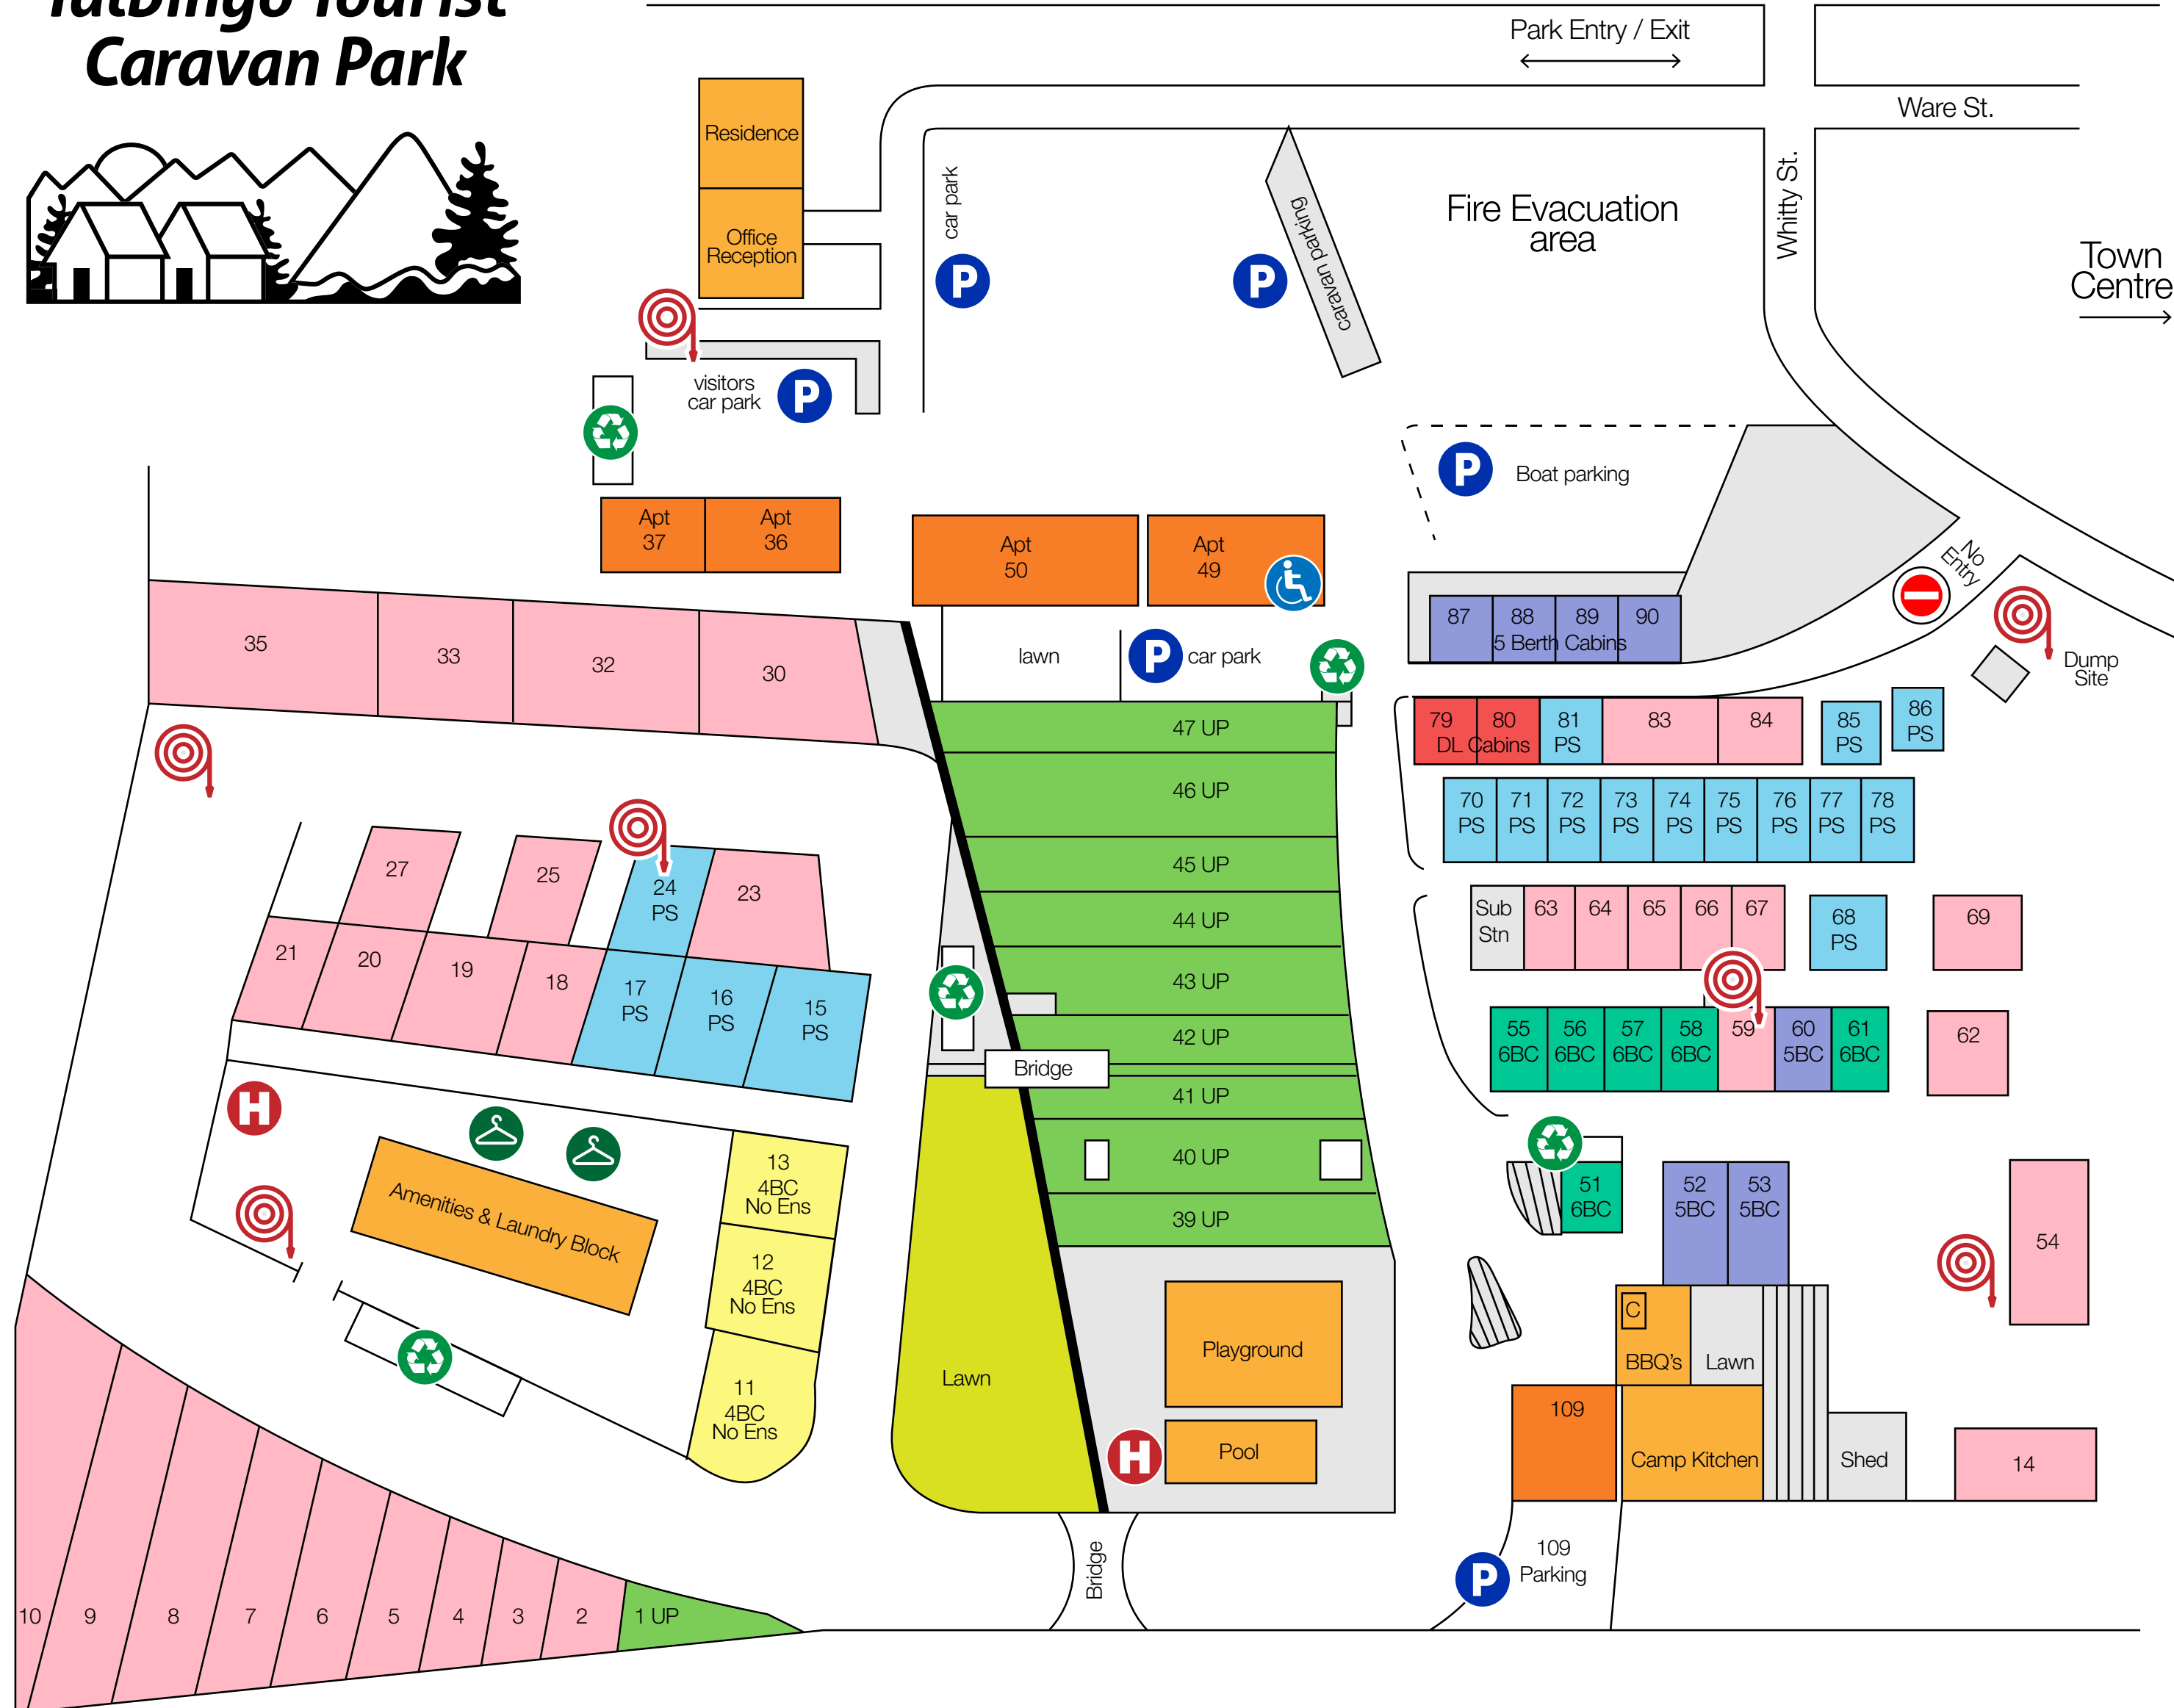 Caravan Park
Park Entry / Exit
Ware St.
Whitty St.
Town
Centre
Residence
Office
Reception
car park
P
P
caravan parking
Fire Evacuation
area
visitors
car park
P
P
Boat parking
No
Entry
Dump
Site
Apt
37
Apt
36
Apt
50
Apt
49
87
88
89
90
5 Berth Cabins
35
33
32
30
lawn
P
car park
47 UP
46 UP
45 UP
44 UP
43 UP
42 UP
Bridge
41 UP
40 UP
39 UP
79
80
DL Cabins
81
PS
83
84
85
PS
86
PS
70
PS
71
PS
72
PS
73
PS
74
PS
75
PS
76
PS
77
PS
78
PS
Sub
Stn
63
64
65
66
67
68
PS
69
55
6BC
56
6BC
57
6BC
58
6BC
59
60
5BC
61
6BC
62
27
25
24
PS
23
21
20
19
18
17
PS
16
PS
15
PS
H
Amenities & Laundry Block
13
4BC
No Ens
12
4BC
No Ens
11
4BC
No Ens
Lawn
Playground
Pool
H
51
6BC
52
5BC
53
5BC
54
C
BBQ's
Lawn
109
Camp Kitchen
Shed
14
109
Parking
P
Bridge
10
9
8
7
6
5
4
3
2
1 UP